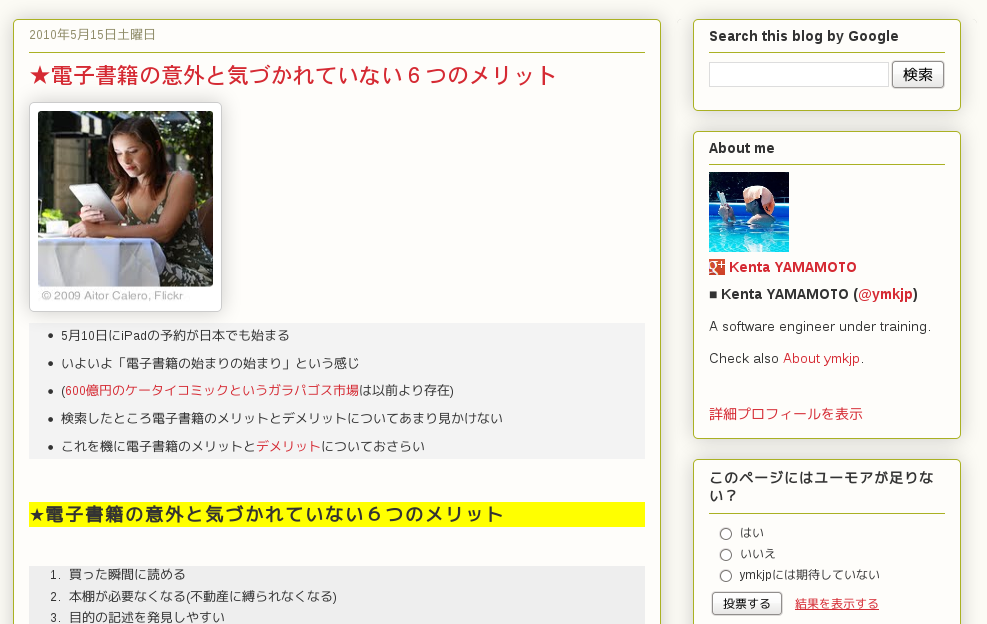 2010年5月15日土曜日
★電子書籍の意外と気づかれていない６つのメリット
© 2009 Aitor Calero, Flickr
• 5月10日にiPadの予約が日本でも始まる
• いよいよ「電子書籍の始まりの始まり」という感じ
• (600億円のケータイコミックというガラパゴス市場は以前より存在)
• 検索したところ電子書籍のメリットとデメリットについてあまり見かけない
• これを機に電子書籍のメリットとデメリットについておさらい
★電子書籍の意外と気づかれていない６つのメリット
1. 買った瞬間に読める
2. 本棚が必要なくなる(不動産に縛られなくなる)
3. 目的の記述を発見しやすい
Search this blog by Google
検索
About me
Kenta YAMAMOTO
■ Kenta YAMAMOTO (@ymkjp)
A software engineer under training.
Check also About ymkjp.
詳細プロフィールを表示
このページにはユーモアが足りな
い？
はい
いいえ
ymkjpには期待していない
投票する 結果を表示する